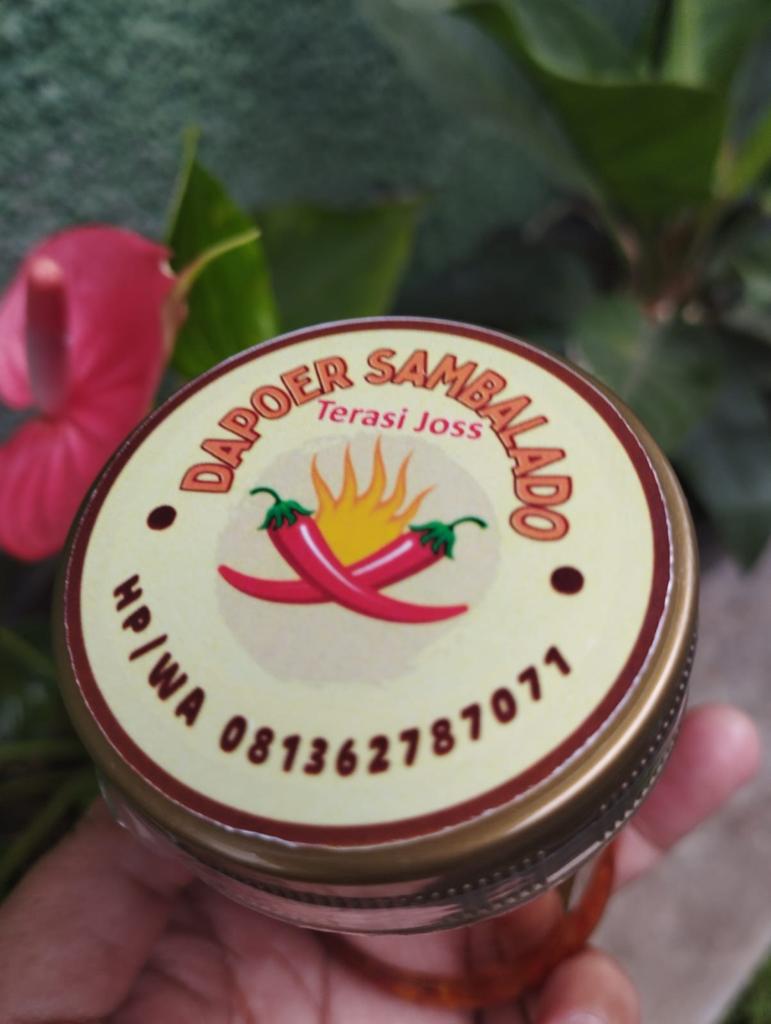 DAPOER SAMBALADO
Terasi Joss
HP/WA 081362787071